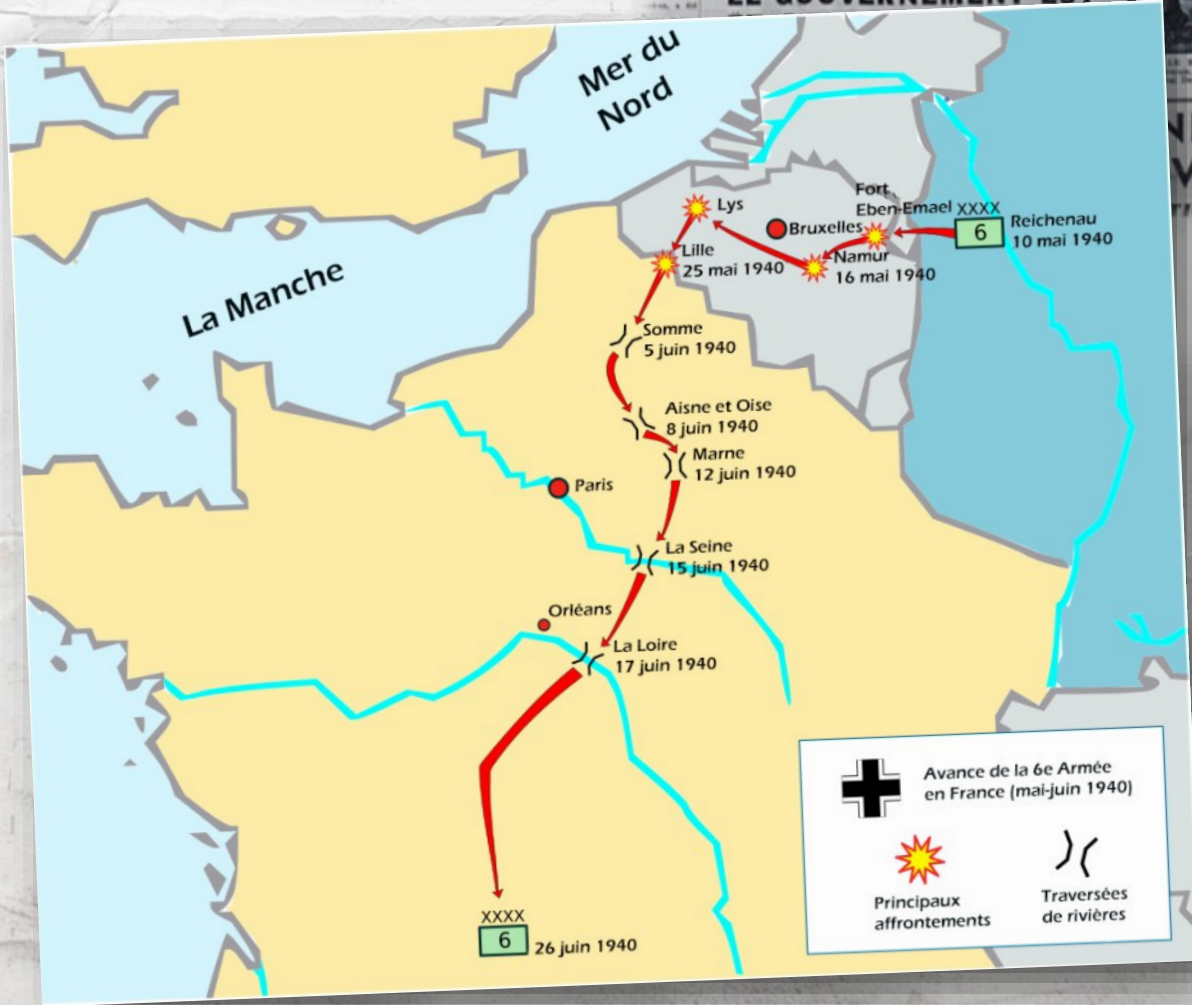 LE GOUVERNEMENT EST
Mer du
Nord
La Manche
Lys
Bruxelles
Fort
Eben-Emael
XXXX
6
Reichenau
10 mai 1940
Namur
16 mai 1940
Lille
25 mai 1940
Somme
5 juin 1940
Aisne et Oise
8 juin 1940
Marne
12 juin 1940
Paris
La Seine
15 juin 1940
Orléans
La Loire
17 juin 1940
XXXX
6
26 juin 1940
Avance de la 6e Armée
en France (mai-juin 1940)
Principaux
affrontements
Traversées
de rivières